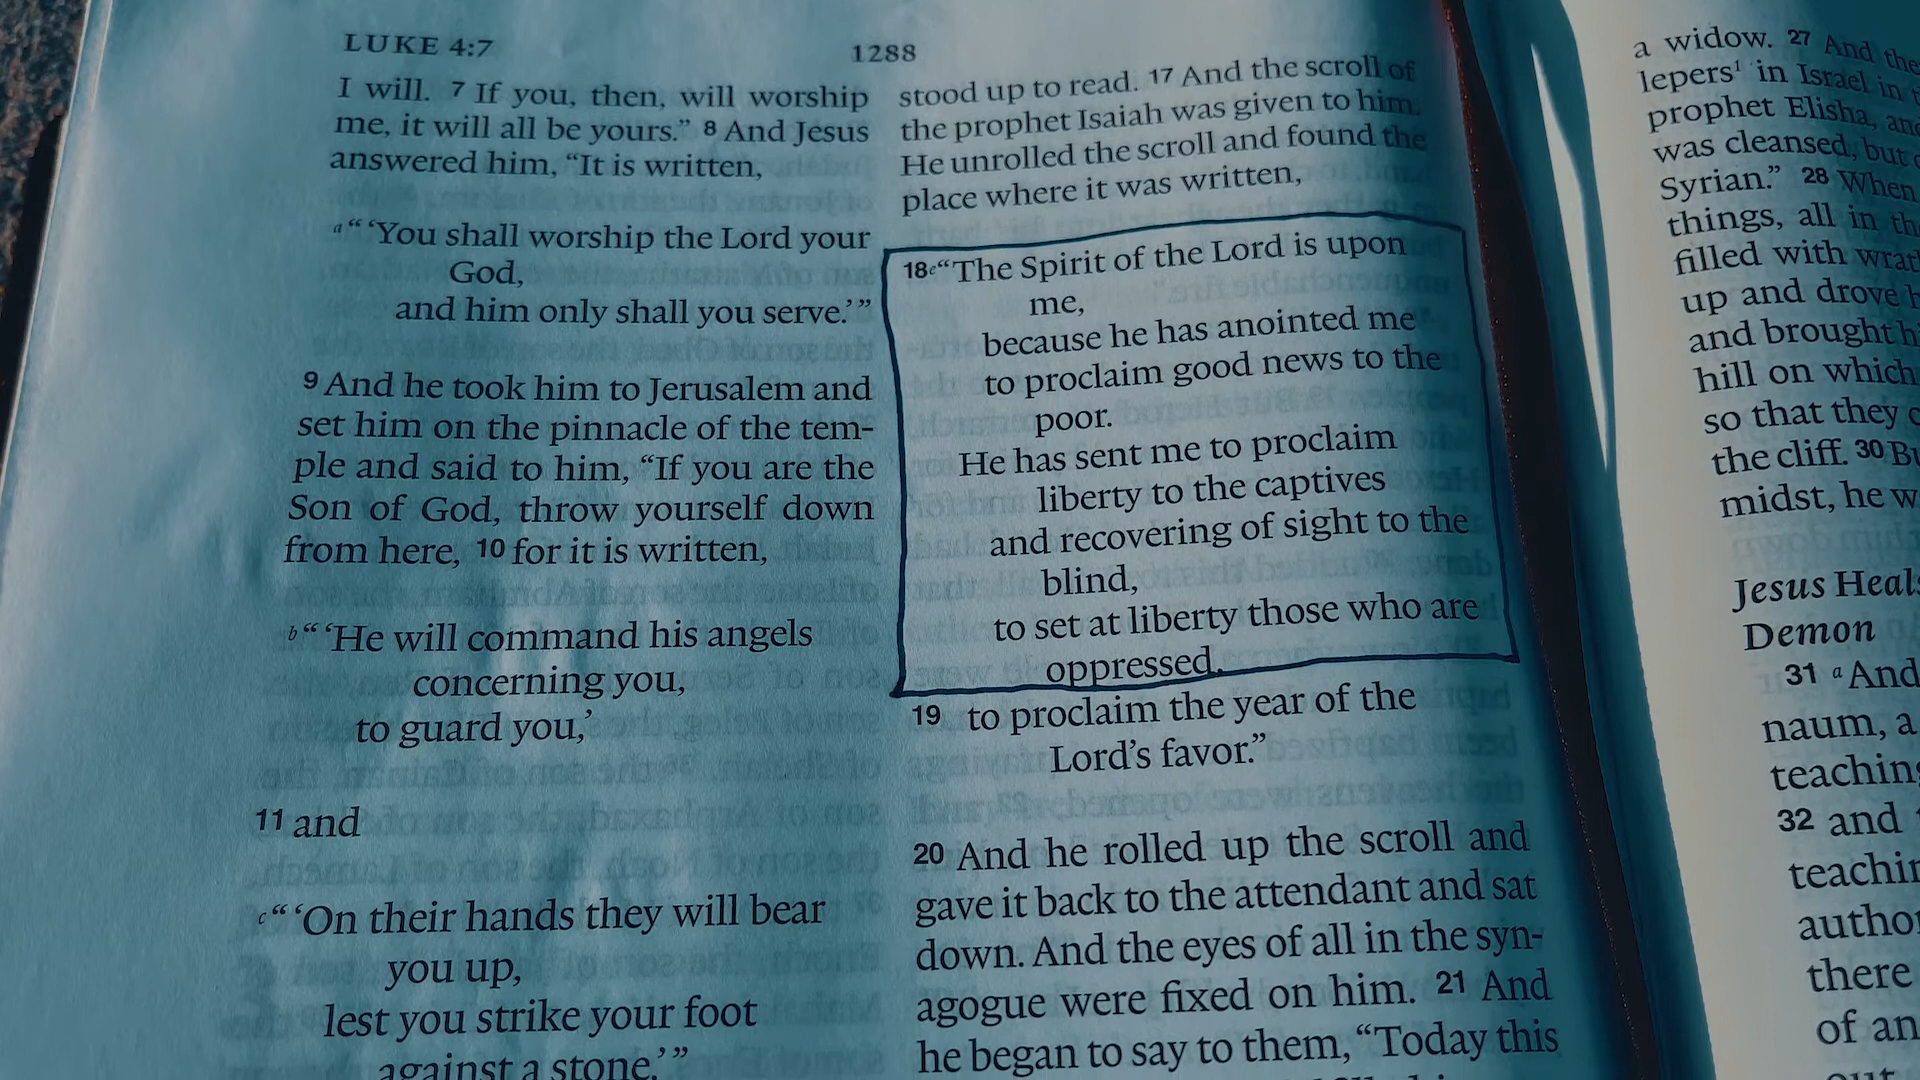 LUKE 4:7
1288
I will. 7 If you, then, will worship
me, it will all be yours.” 8 And Jesus
answered him, “It is written,
a“ ‘You shall worship the Lord your
God,
and him only shall you serve.’ ”
9 And he took him to Jerusalem and
set him on the pinnacle of the tem-
ple and said to him, “If you are the
Son of God, throw yourself down
from here, 10 for it is written,
b“ ‘He will command his angels
concerning you,
to guard you,’
11 and
c“ ‘On their hands they will bear
you up,
lest you strike your foot
against a stone.’ ”
stood up to read. 17 And the scroll of
the prophet Isaiah was given to him.
He unrolled the scroll and found the
place where it was written,
18 e“The Spirit of the Lord is upon
me,
because he has anointed me
to proclaim good news to the
poor.
He has sent me to proclaim
liberty to the captives
and recovering of sight to the
blind,
to set at liberty those who are
oppressed,
19 to proclaim the year of the
Lord’s favor.”
20 And he rolled up the scroll and
gave it back to the attendant and sat
down. And the eyes of all in the syn-
agogue were fixed on him. 21 And
he began to say to them, “Today this
a widow. 27 And the
lepers1 in Israel in
prophet Elisha, and
was cleansed, but
Syrian.” 28 When
things, all in
filled with
up and drove
and brought
hill on which
so that they
the cliff. 30
midst, he
Jesus Heals
Demon
31 a And
naum, a
teaching
32 and
there
of an
out